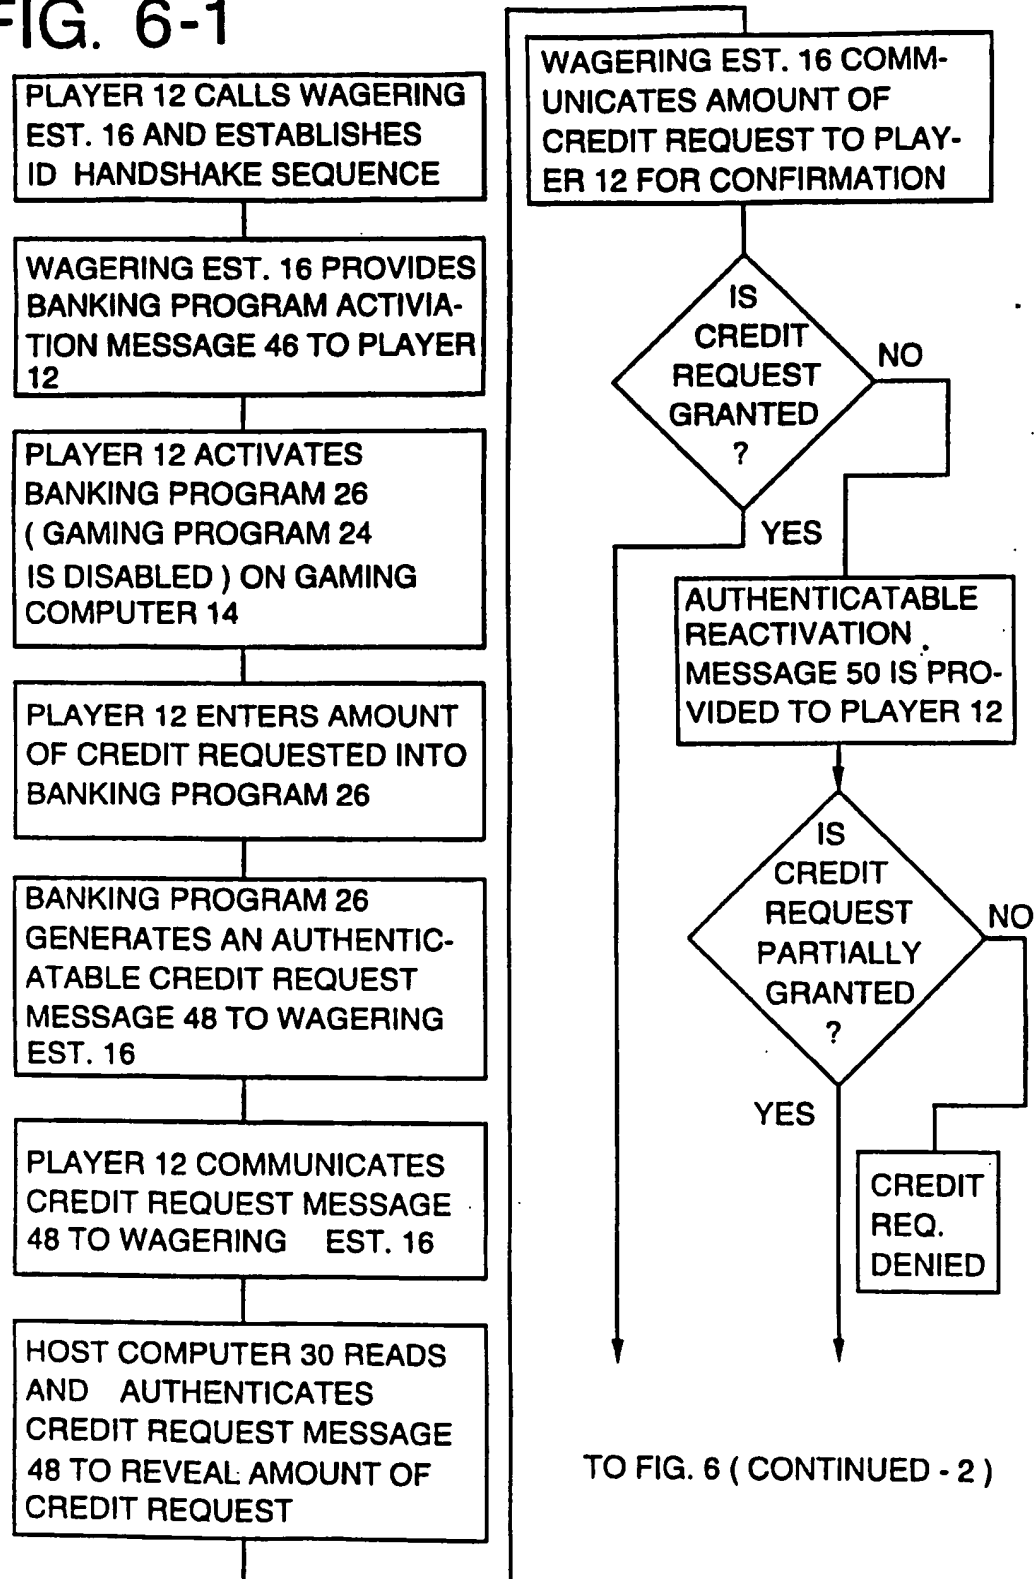 FIG. 6-1
PLAYER 12 CALLS WAGERING
EST. 16 AND ESTABLISHES
ID HANDSHAKE SEQUENCE
WAGERING EST. 16 PROVIDES
BANKING PROGRAM ACTIVIA-
TION MESSAGE 46 TO PLAYER
12
PLAYER 12 ACTIVATES
BANKING PROGRAM 26
( GAMING PROGRAM 24
IS DISABLED ) ON GAMING
COMPUTER 14
PLAYER 12 ENTERS AMOUNT
OF CREDIT REQUESTED INTO
BANKING PROGRAM 26
BANKING PROGRAM 26
GENERATES AN AUTHENTIC-
ATABLE CREDIT REQUEST
MESSAGE 48 TO WAGERING
EST. 16
PLAYER 12 COMMUNICATES
CREDIT REQUEST MESSAGE
48 TO WAGERING EST. 16
HOST COMPUTER 30 READS
AND AUTHENTICATES
CREDIT REQUEST MESSAGE
48 TO REVEAL AMOUNT OF
CREDIT REQUEST
WAGERING EST. 16 COMM-
UNICATES AMOUNT OF
CREDIT REQUEST TO PLAY-
ER 12 FOR CONFIRMATION
IS
CREDIT
REQUEST
GRANTED
?
NO
YES
AUTHENTICATABLE
REACTIVATION
MESSAGE 50 IS PRO-
VIDED TO PLAYER 12
IS
CREDIT
REQUEST
PARTIALLY
GRANTED
?
NO
YES
CREDIT
REQ.
DENIED
TO FIG. 6 ( CONTINUED - 2 )